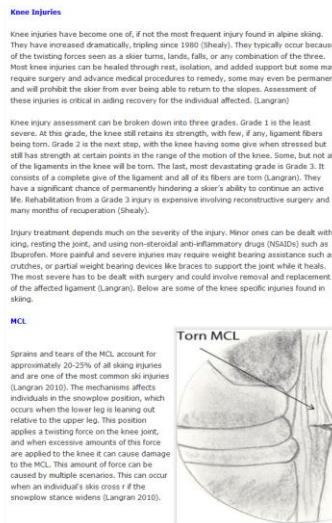 Knee Injuries
Knee injuries have become one of, if not the most frequent injury found in alpine skiing.
They have increased dramatically, tripling since 1980 (Shealy). They typically occur becaus
of the twisting forces seen as a skier turns, lands, falls, or any combination of the three.
Most knee injuries can be healed through rest, isolation, and added support but some ma
require surgery and advance medical procedures to remedy, some may even be permaner
and will prohibit the skier from ever being able to return to the slopes. Assessment of
these injuries is critical in aiding recovery for the individual affected. (Langran)
Knee injury assessment can be broken down into three grades. Grade 1 is the least
severe. At this grade, the knee still retains its strength, with few, if any, ligament fibers
being torn. Grade 2 is the next step, with the knee having some give when stressed but
still has strength at certain points in the range of the motion of the knee. Some, but not a
of the ligaments in the knee will be torn. The last, most devastating grade is Grade 3. It
consists of a complete give of the ligament and all of its fibers are torn (Langran). They
have a significant chance of permanently hindering a skier's ability to continue an active
life. Rehabilitation from a Grade 3 injury is expensive involving reconstructive surgery and
many months of recuperation (Shealy).
Injury treatment depends much on the severity of the injury. Minor ones can be dealt with
icing, resting the joint, and using non-steroidal anti-inflammatory drugs (NSAIDs) such as
Ibuprofen. More painful and severe injuries may require weight bearing assistance such a
crutches, or partial weight bearing devices like braces to support the joint while it heals.
The most severe has to be dealt with surgery and could involve removal and replacement
of the affected ligament (Langran). Below are some of the knee specific injuries found in
skiing.
MCL
Sprains and tears of the MCL account for
approximately 20-25% of all skiing injuries
and are one of the most common ski injuries
(Langran 2010). The mechanisms affects
individuals in the snowplow position, which
occurs when the lower leg is leaning out
relative to the upper leg. This position
applies a twisting force on the knee joint,
and when excessive amounts of this force
are applied to the knee it can cause damage
to the MCL. This amount of force can be
caused by multiple scenarios. This can occur
when an individual's skis cross r if the
snowplow stance widens (Langran 2010).
Torn MCL